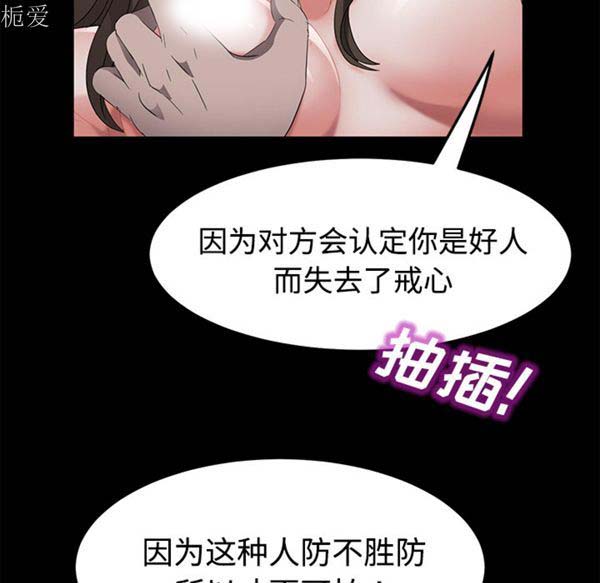 栀爱
因为对方会认定你是好人
而失去了戒心
抽插!
因为这种人防不胜防